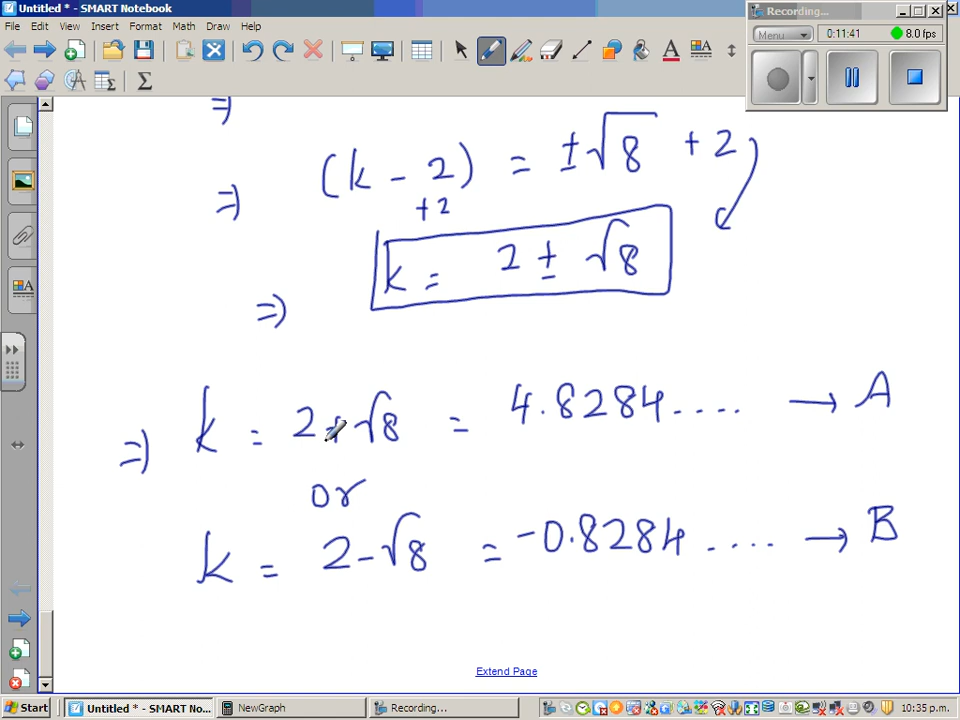 Untitled * - SMART Notebook
File Edit View Insert Format Math Draw Help
Recording...
Menu
0:11:41
8.0 fps
⇒
⇒ (k - 2) = ±√8 + 2
+2
⇒ k = 2 ± √8
⇒ k = 2+√8 = 4.8284.... → A
or
k = 2-√8 = -0.8284.... → B
Extend Page
Start
Untitled * - SMART No...
NewGraph
Recording...
10:35 p.m.